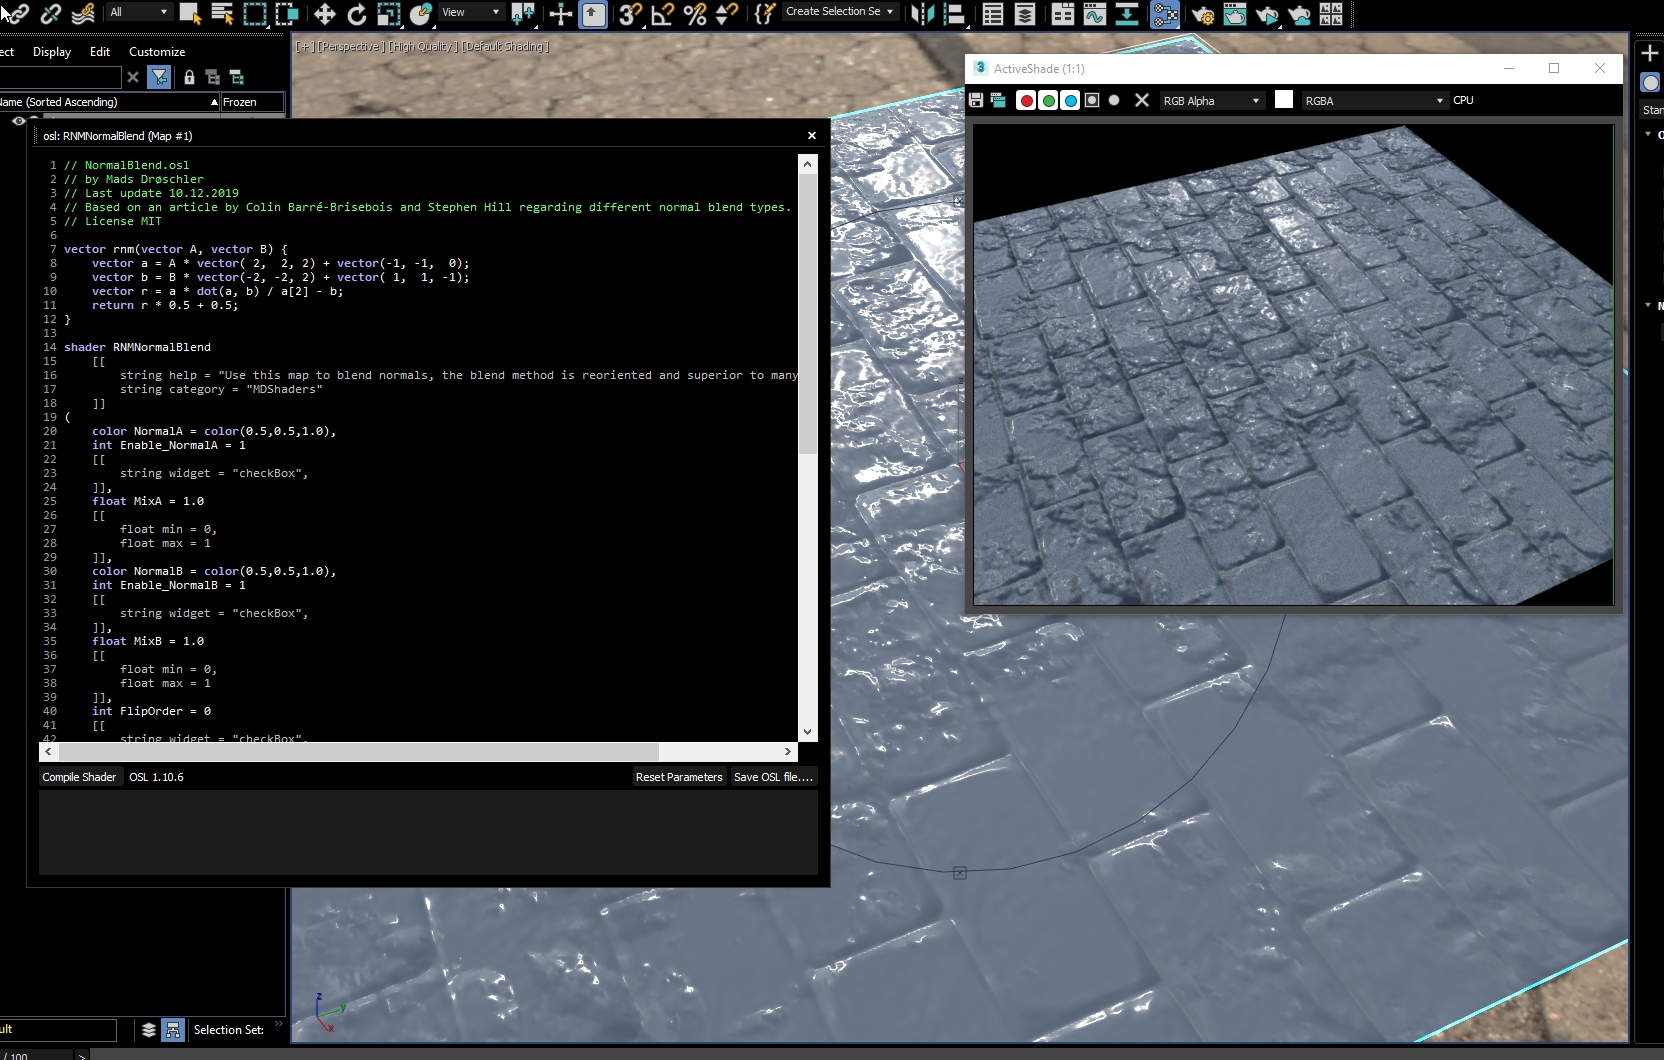 All
View
Create Selection Se
ect Display Edit Customize
Name (Sorted Ascending)
Frozen
[+] [Perspective] [High Quality] [Default Shading]
osl: RNMNormalBlend (Map #1)
1 // NormalBlend.osl
2 // by Mads Drøschler
3 // Last update 10.12.2019
4 // Based on an article by Colin Barré-Brisebois and Stephen Hill regarding different normal blend types.
5 // License MIT
6
7 vector rnm(vector A, vector B) {
8 vector a = A * vector( 2, 2, 2) + vector(-1, -1, 0);
9 vector b = B * vector(-2, -2, 2) + vector( 1, 1, -1);
10 vector r = a * dot(a, b) / a[2] - b;
11 return r * 0.5 + 0.5;
12 }
13
14 shader RNMNormalBlend
15 [[
16 string help = "Use this map to blend normals, the blend method is reoriented and superior to many
17 string category = "MDShaders"
18 ]]
19 (
20 color NormalA = color(0.5,0.5,1.0),
21 int Enable_NormalA = 1
22 [[
23 string widget = "checkBox",
24 ]],
25 float MixA = 1.0
26 [[
27 float min = 0,
28 float max = 1
29 ]],
30 color NormalB = color(0.5,0.5,1.0),
31 int Enable_NormalB = 1
32 [[
33 string widget = "checkBox",
34 ]],
35 float MixB = 1.0
36 [[
37 float min = 0,
38 float max = 1
39 ]],
40 int FlipOrder = 0
41 [[
42 string widget = "checkBox",
Compile Shader OSL 1.10.6 Reset Parameters Save OSL file....
3 ActiveShade (1:1)
RGB Alpha RGBA CPU
Stan
z
y
x
ult
Selection Set:
/ 100